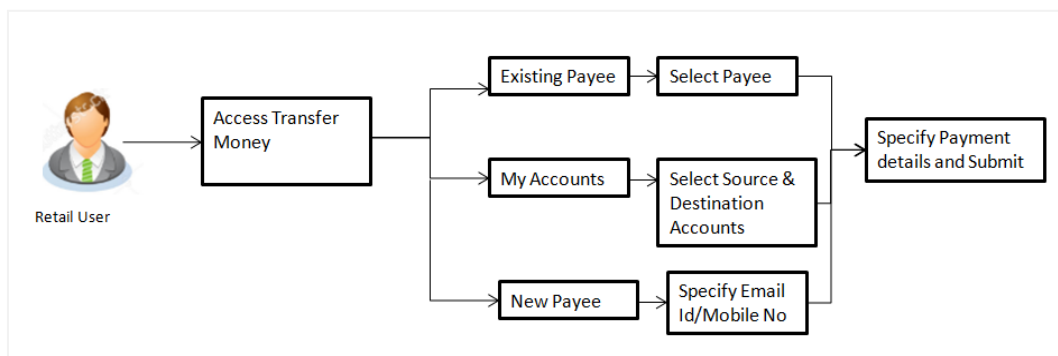 Existing Payee
Select Payee
Access Transfer
Money
Specify Payment
details and Submit
My Accounts
Select Source &
Destination
Accounts
Retail User
New Payee
Specify Email
Id/Mobile No